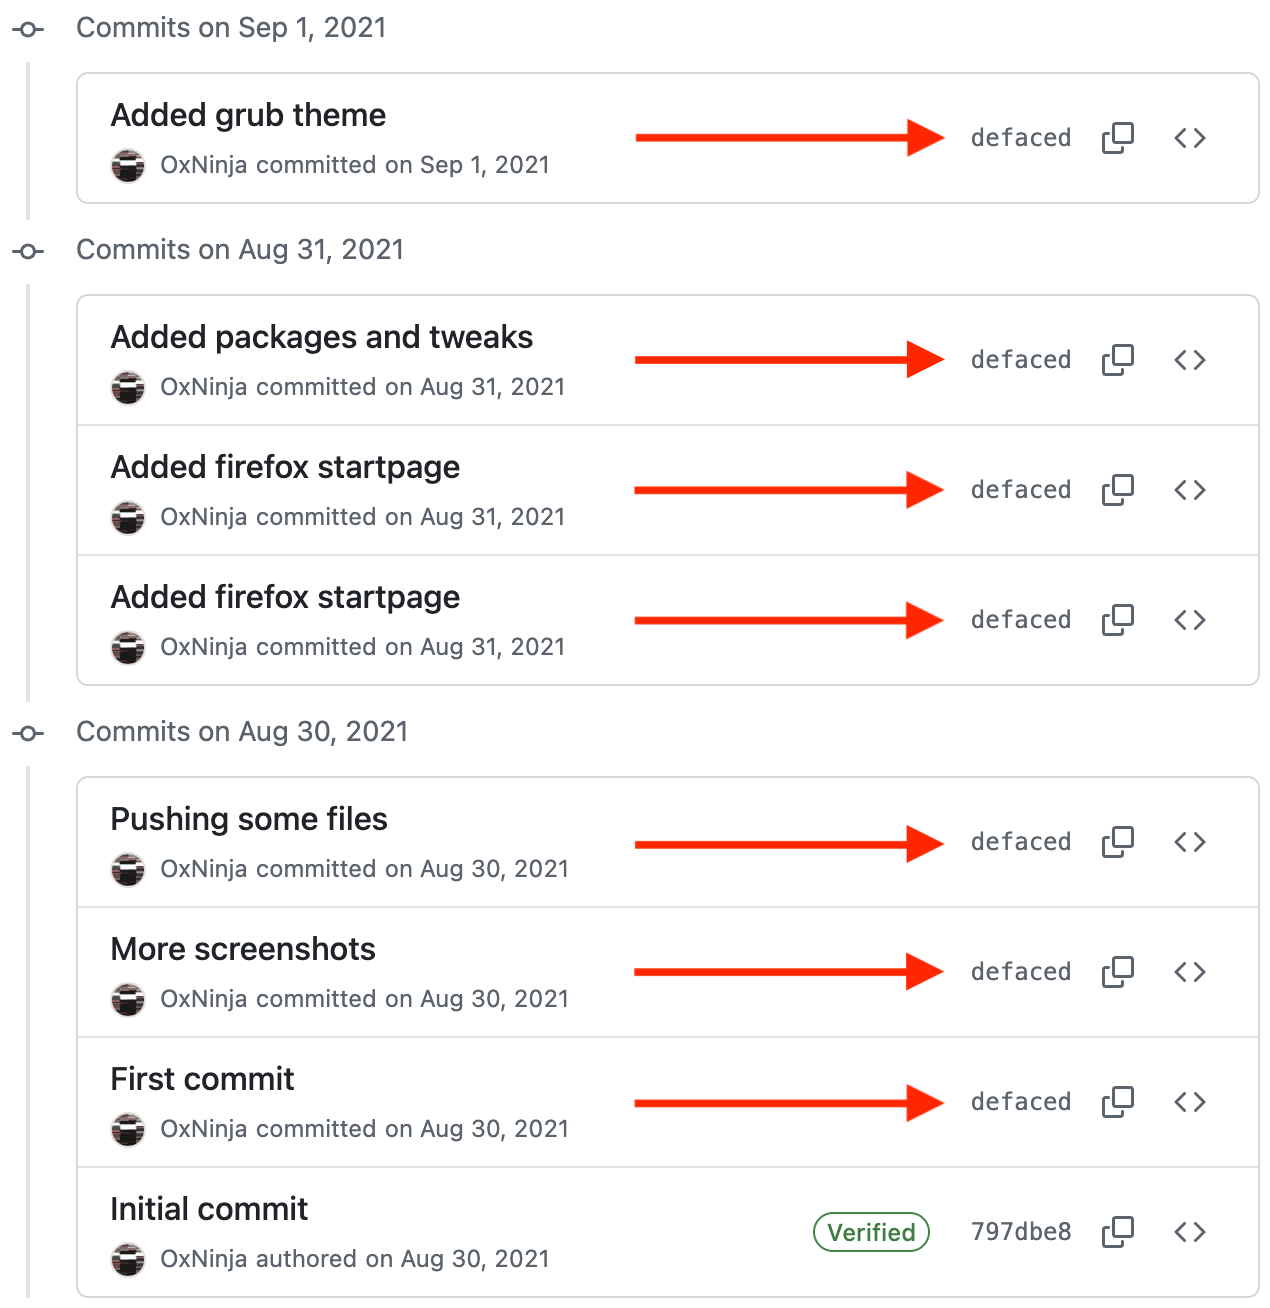 Commits on Sep 1, 2021
Added grub theme
defaced
OxNinja committed on Sep 1, 2021
Commits on Aug 31, 2021
Added packages and tweaks
defaced
OxNinja committed on Aug 31, 2021
Added firefox startpage
defaced
OxNinja committed on Aug 31, 2021
Added firefox startpage
defaced
OxNinja committed on Aug 31, 2021
Commits on Aug 30, 2021
Pushing some files
defaced
OxNinja committed on Aug 30, 2021
More screenshots
defaced
OxNinja committed on Aug 30, 2021
First commit
defaced
OxNinja committed on Aug 30, 2021
Initial commit
Verified 797dbe8
OxNinja authored on Aug 30, 2021